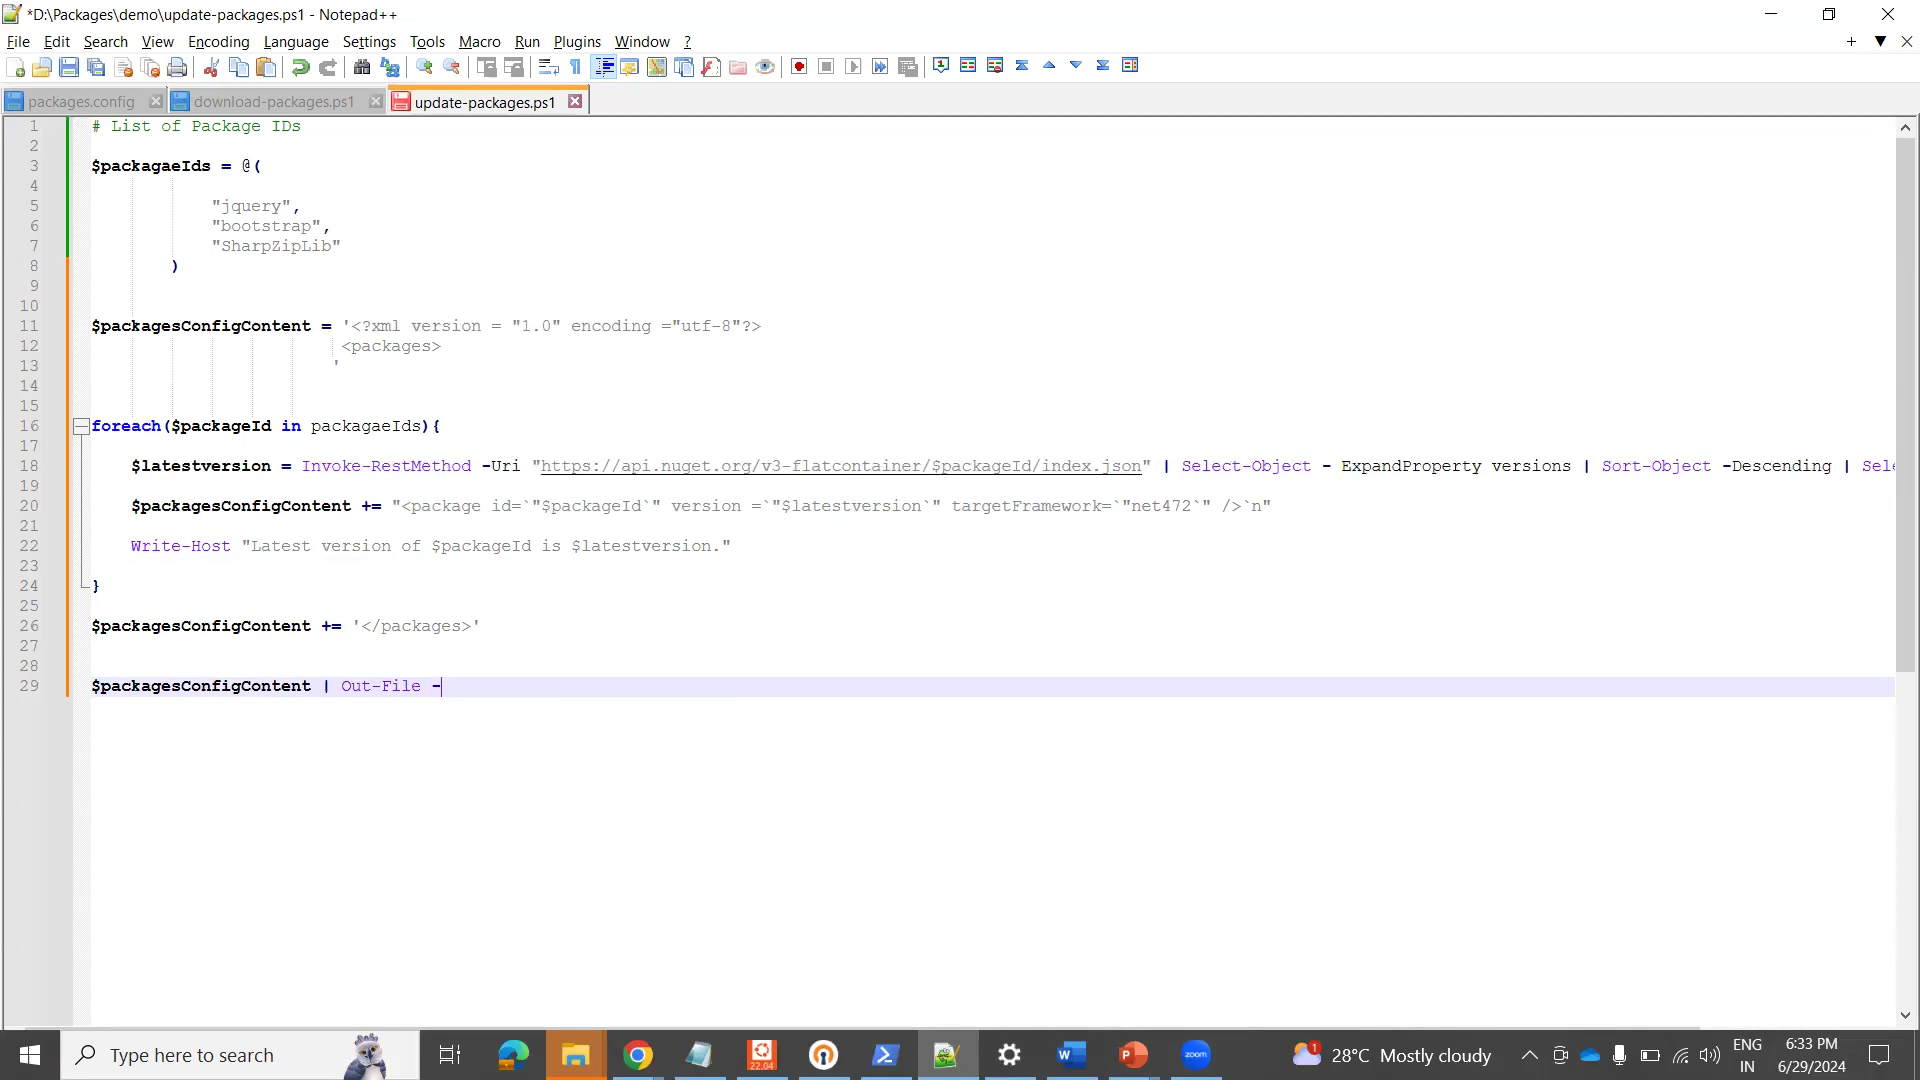 *D:\Packages\demo\update-packages.ps1 - Notepad++
File Edit Search View Encoding Language Settings Tools Macro Run Plugins Window ?
packages.config download-packages.ps1 update-packages.ps1
1 # List of Package IDs
2
3 $packagaeIds = @(
4
5 "jquery",
6 "bootstrap",
7 "SharpZipLib"
8 )
9
10
11 $packagesConfigContent = '<?xml version = "1.0" encoding ="utf-8"?>
12 <packages>
13 '
14
15
16 foreach($packageId in packagaeIds){
17
18 $latestversion = Invoke-RestMethod -Uri "https://api.nuget.org/v3-flatcontainer/$packageId/index.json" | Select-Object - ExpandProperty versions | Sort-Object -Descending | Sele
19
20 $packagesConfigContent += "<package id=`"$packageId`" version =`"$latestversion`" targetFramework=`"net472`" />`n"
21
22 Write-Host "Latest version of $packageId is $latestversion."
23
24 }
25
26 $packagesConfigContent += '</packages>'
27
28
29 $packagesConfigContent | Out-File -
Type here to search
22.04
zoom
1
28°C Mostly cloudy
ENG
IN
6:33 PM
6/29/2024